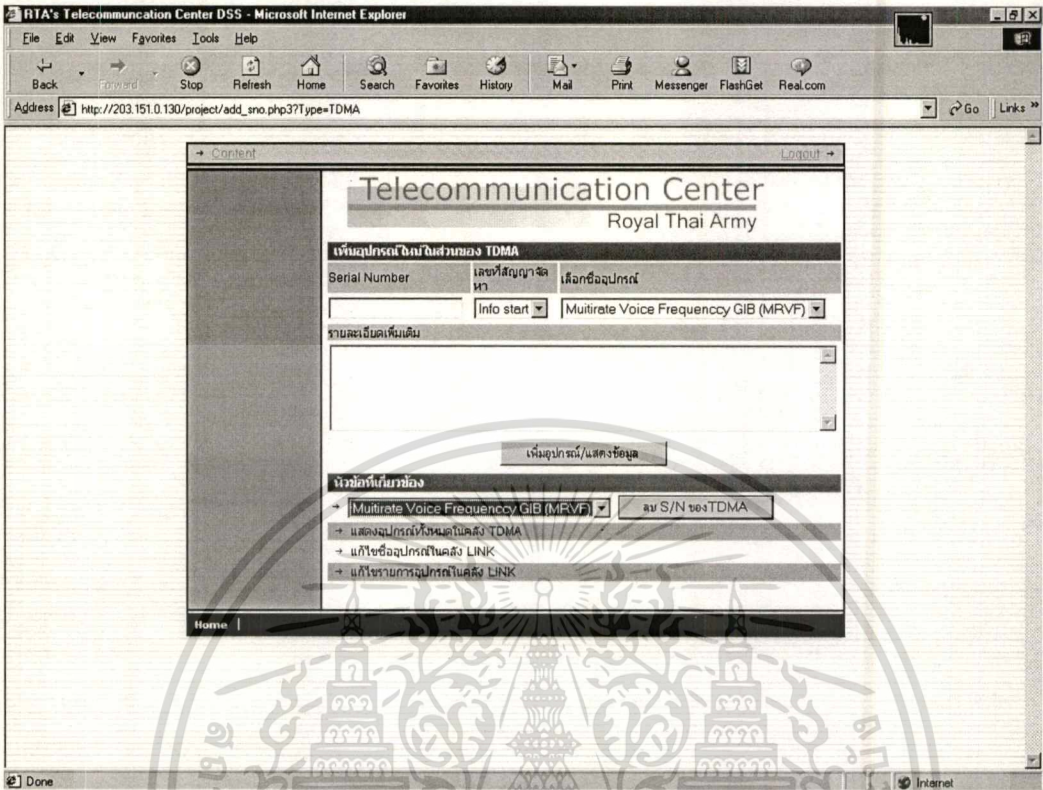 RTA's Telecommuncation Center DSS - Microsoft Internet Explorer
File Edit View Favorites Tools Help
Back Forward Stop Refresh Home Search Favorites History Mail Print Messenger FlashGet Real.com
Address http://203.151.0.130/project/add_sno.php3?Type=TDMA Go Links »
→ Content Logout →
Telecommunication Center
Royal Thai Army
เพิ่มอุปกรณ์ใหม่ในส่วนของ TDMA
Serial Number เลขที่สัญญาจัดหา เลือกชื่ออุปกรณ์
Info start Muitirate Voice Frequenccy GIB (MRVF)
รายละเอียดเพิ่มเติม
เพิ่มอุปกรณ์/แสดงข้อมูล
หัวข้อที่เกี่ยวข้อง
→ Muitirate Voice Frequenccy GIB (MRVF) ลบ S/N ของTDMA
→ แสดงอุปกรณ์ทั้งหมดในคลัง TDMA
→ แก้ไขชื่ออุปกรณ์ในคลัง LINK
→ แก้ไขรายการอุปกรณ์ในคลัง LINK
Home |
Done Internet